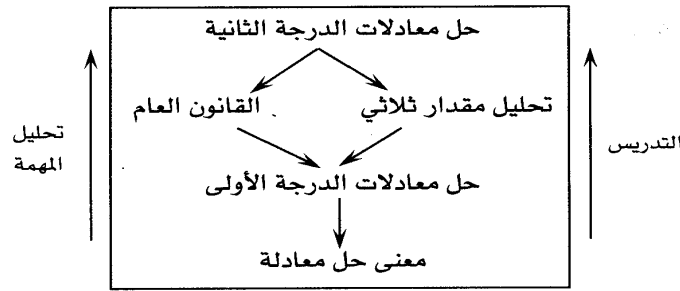 حل معادلات الدرجة الثانية
تحليل مقدار ثلاثي
القانون العام
حل معادلات الدرجة الأولى
معنى حل معادلة
التدريس
تحليل
المهمة